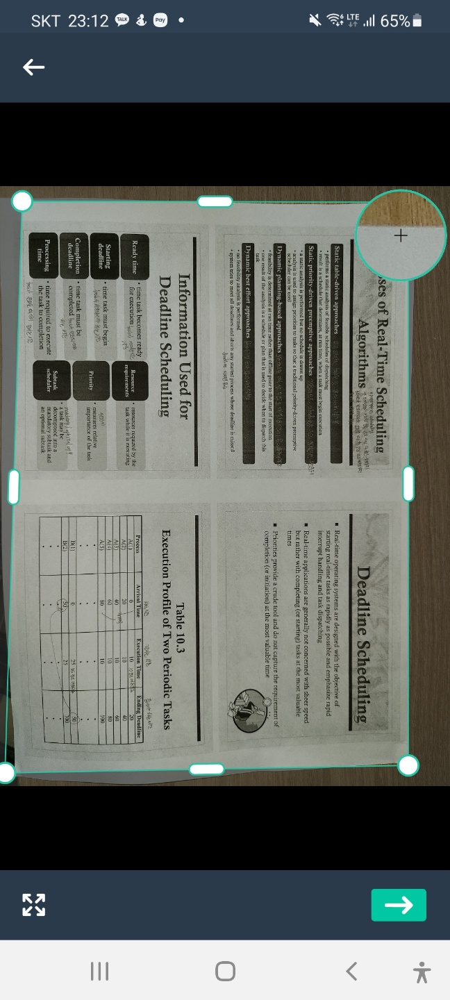 SKT 23:12 TALK Pay LTE 65%
ses of Real-Time Scheduling
Algorithms
Static table-driven approaches
• performs a static analysis of feasible schedules of dispatching
• result is a schedule that determines, at run time, when a task must begin execution
Static priority-driven preemptive approaches
• a static analysis is performed but no schedule is drawn up
• analysis is used to assign priorities to tasks so that a traditional priority-driven preemptive
scheduler can be used
Dynamic planning-based approaches
• feasibility is determined at run time rather than offline prior to the start of execution
• one result of the analysis is a schedule or plan that is used to decide when to dispatch this
task
Dynamic best effort approaches
• no feasibility analysis is performed
• system tries to meet all deadlines and aborts any started process whose deadline is missed
Deadline Scheduling
■ Real-time operating systems are designed with the objective of
starting real-time tasks as rapidly as possible and emphasize rapid
interrupt handling and task dispatching
■ Real-time applications are generally not concerned with sheer speed
but rather with completing (or starting) tasks at the most valuable
times
■ Priorities provide a crude tool and do not capture the requirement of
completion (or initiation) at the most valuable time
Information Used for
Deadline Scheduling
Ready time
• time task becomes ready
for execution
Starting
deadline
• time task must begin
Completion
deadline
• time task must be
completed
Processing
time
• time required to execute
the task to completion
Resource
requirements
• resources required by the
task while it is executing
Priority
• measures relative
importance of the task
Subtask
scheduler
• a task may be
decomposed into a
mandatory subtask and
an optional subtask
Table 10.3
Execution Profile of Two Periodic Tasks
Process Arrival Time Execution Time Ending Deadline
A(1) 0 10 20
A(2) 20 10 40
A(3) 40 10 60
A(4) 60 10 80
A(5) 80 10 100
• • • •
• • • •
B(1) 0 25 50
B(2) 50 25 100
• • • •
• • • •